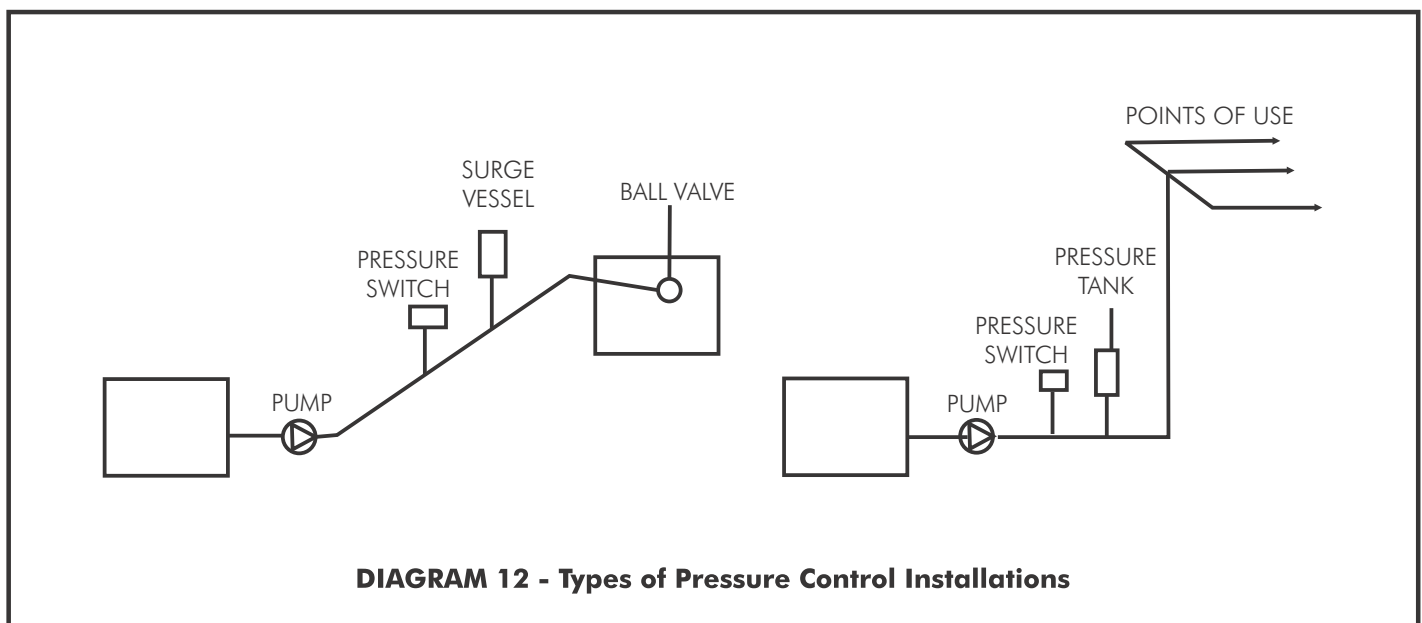 SURGE
VESSEL
BALL VALVE
PRESSURE
SWITCH
PUMP
POINTS OF USE
PRESSURE
TANK
PRESSURE
SWITCH
PUMP
DIAGRAM 12 - Types of Pressure Control Installations